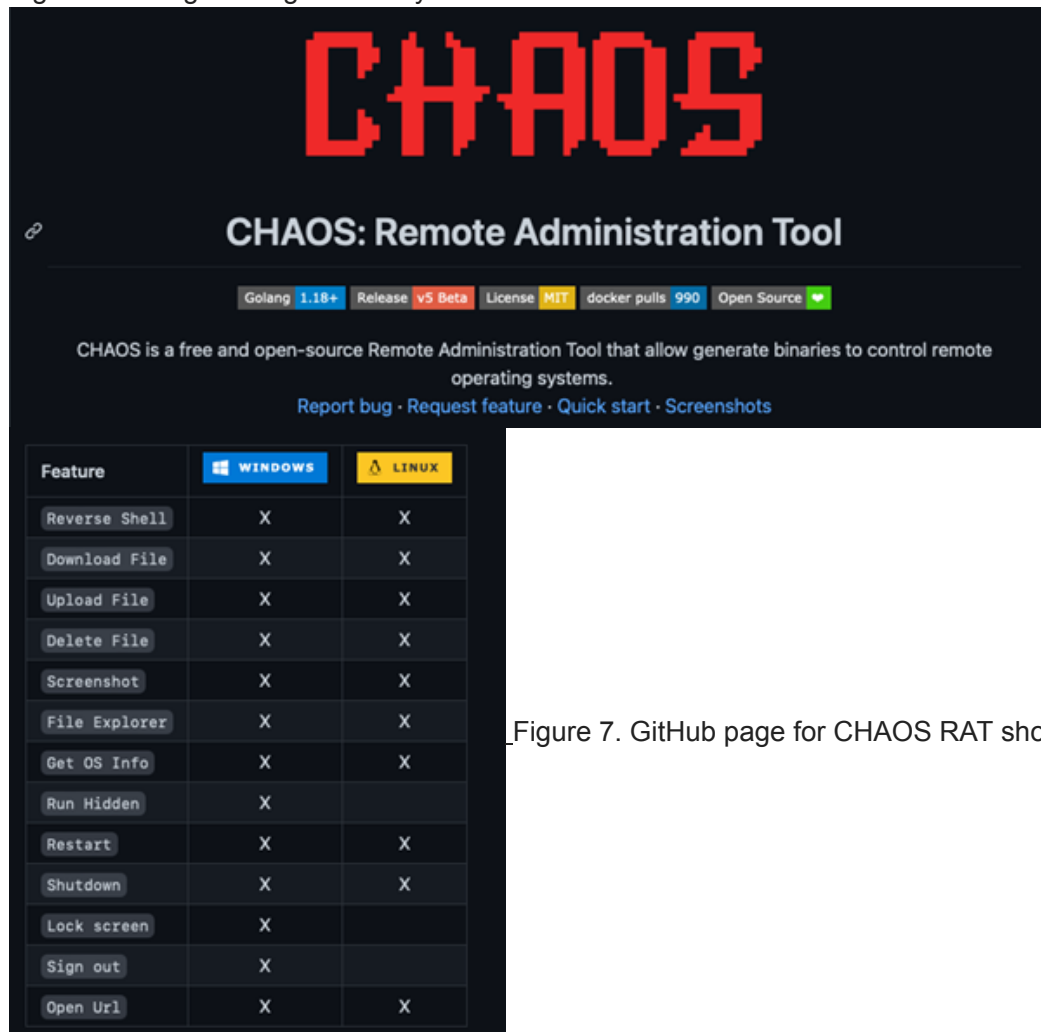 CHAOS
CHAOS: Remote Administration Tool
Golang 1.18+ Release v5 Beta License MIT docker pulls 990 Open Source
CHAOS is a free and open-source Remote Administration Tool that allow generate binaries to control remote
operating systems.
Report bug · Request feature · Quick start · Screenshots
Feature WINDOWS LINUX
Reverse Shell X X
Download File X X
Upload File X X
Delete File X X
Screenshot X X
File Explorer X X
Get OS Info X X
Run Hidden X
Restart X X
Shutdown X X
Lock screen X
Sign out X
Open Url X X
Figure 7. GitHub page for CHAOS RAT